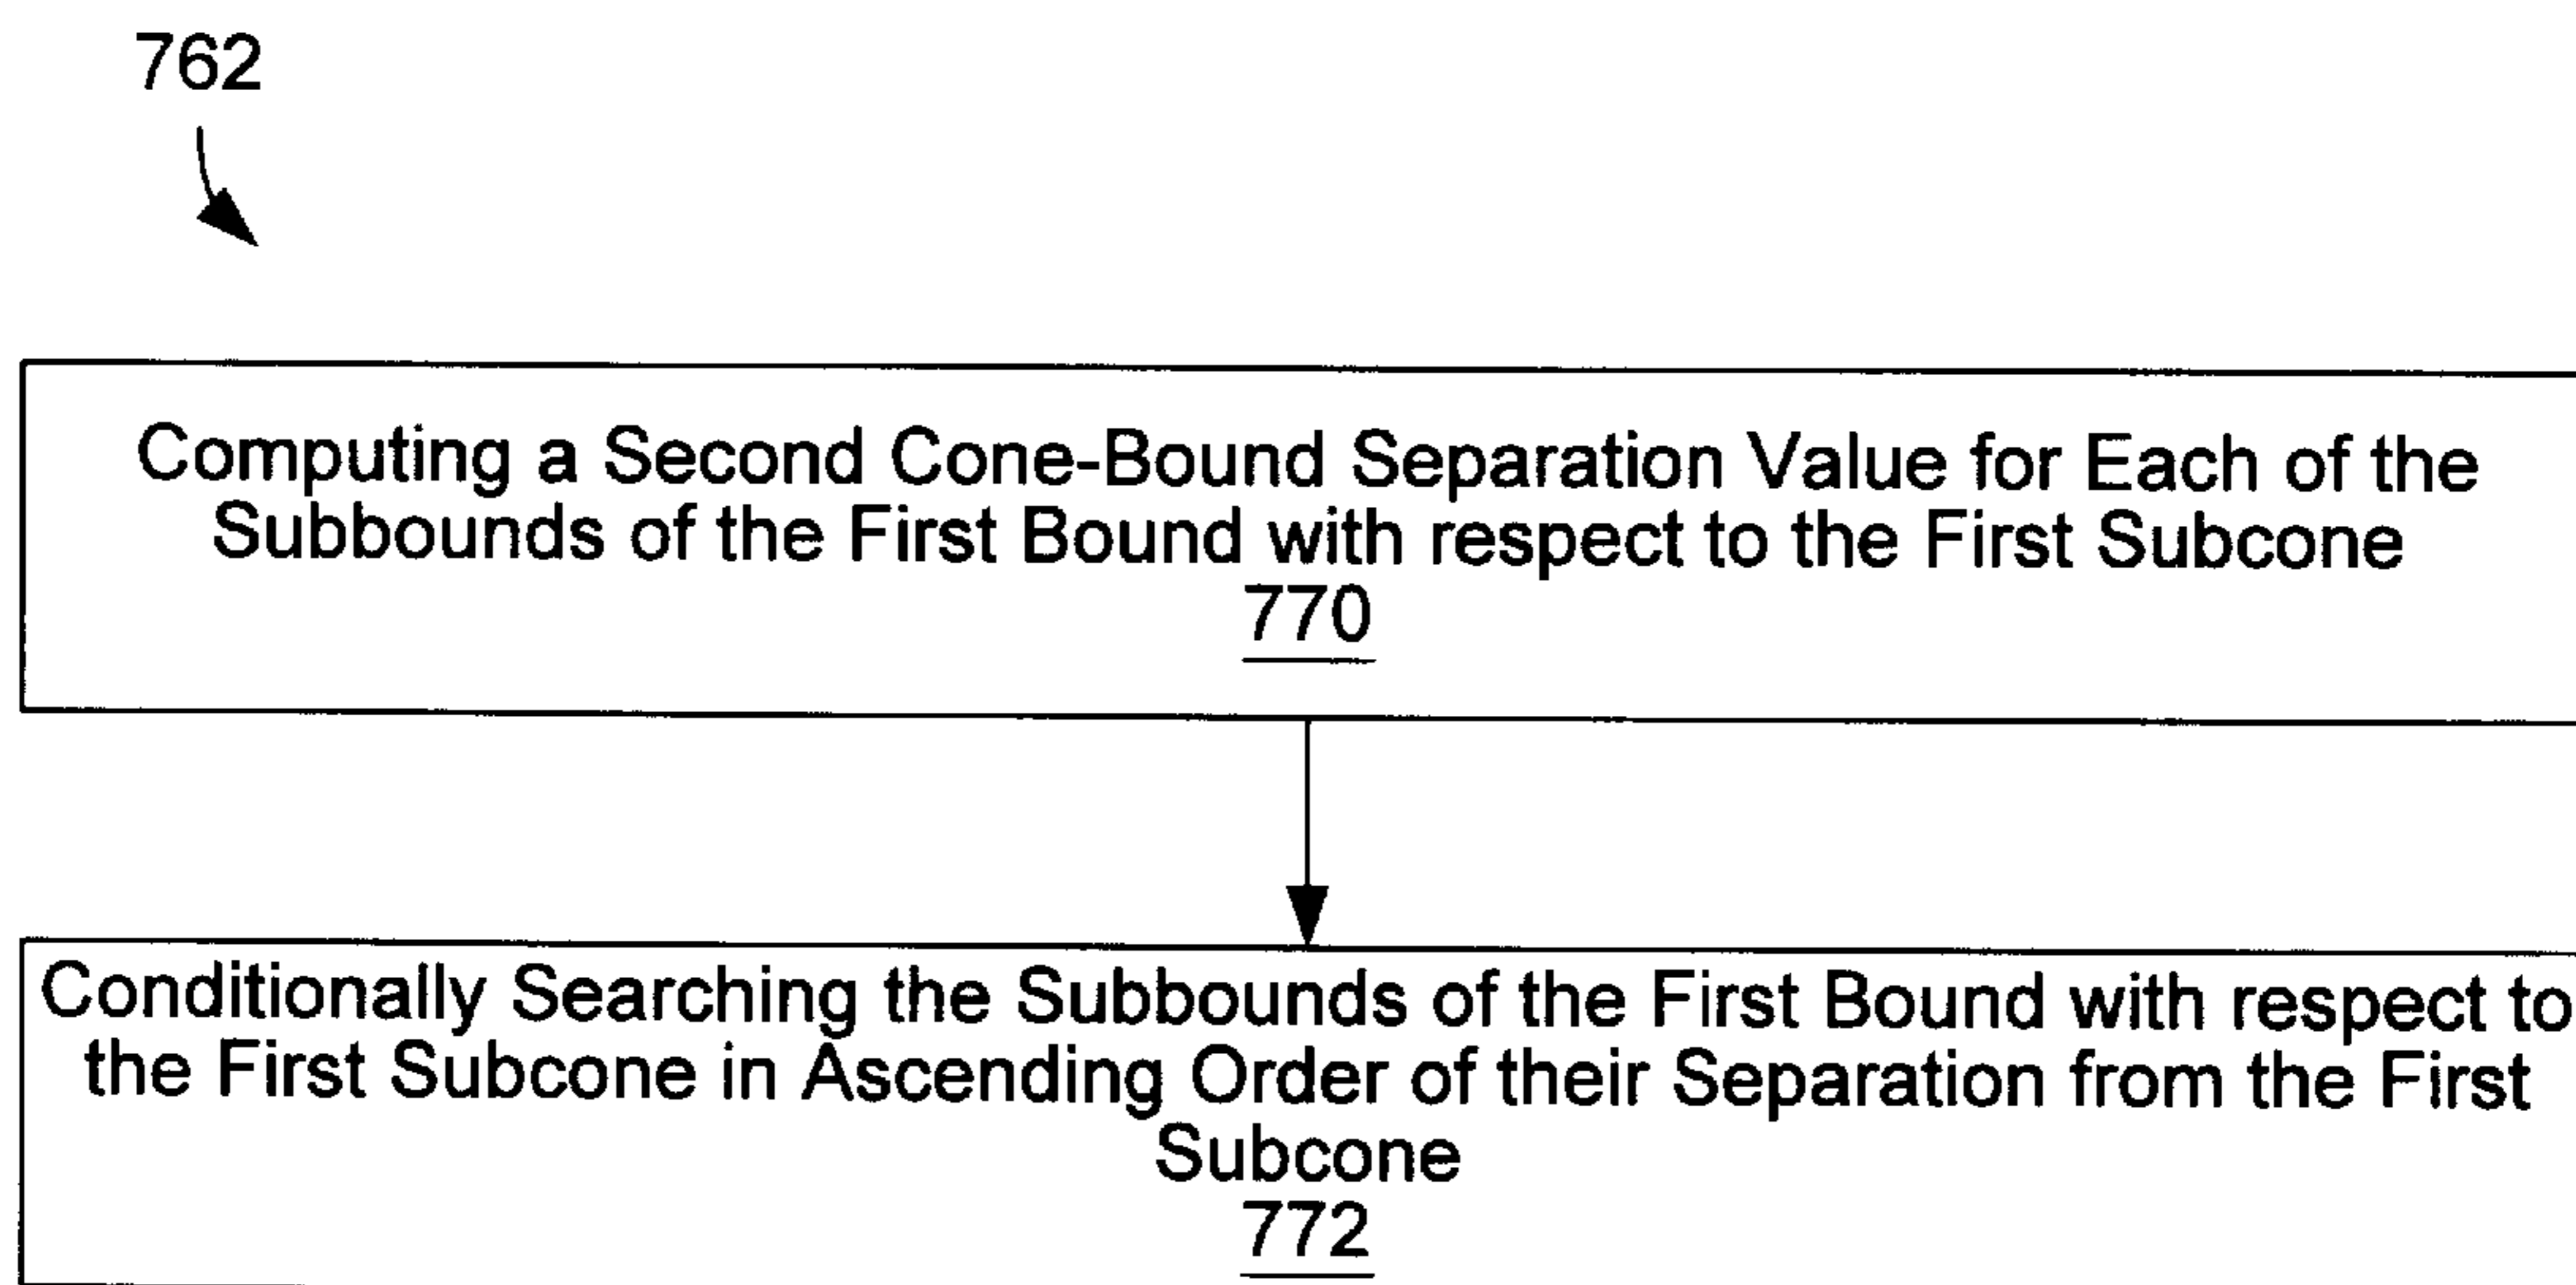 762
Computing a Second Cone-Bound Separation Value for Each of the
Subbounds of the First Bound with respect to the First Subcone
770
Conditionally Searching the Subbounds of the First Bound with respect to
the First Subcone in Ascending Order of their Separation from the First
Subcone
772